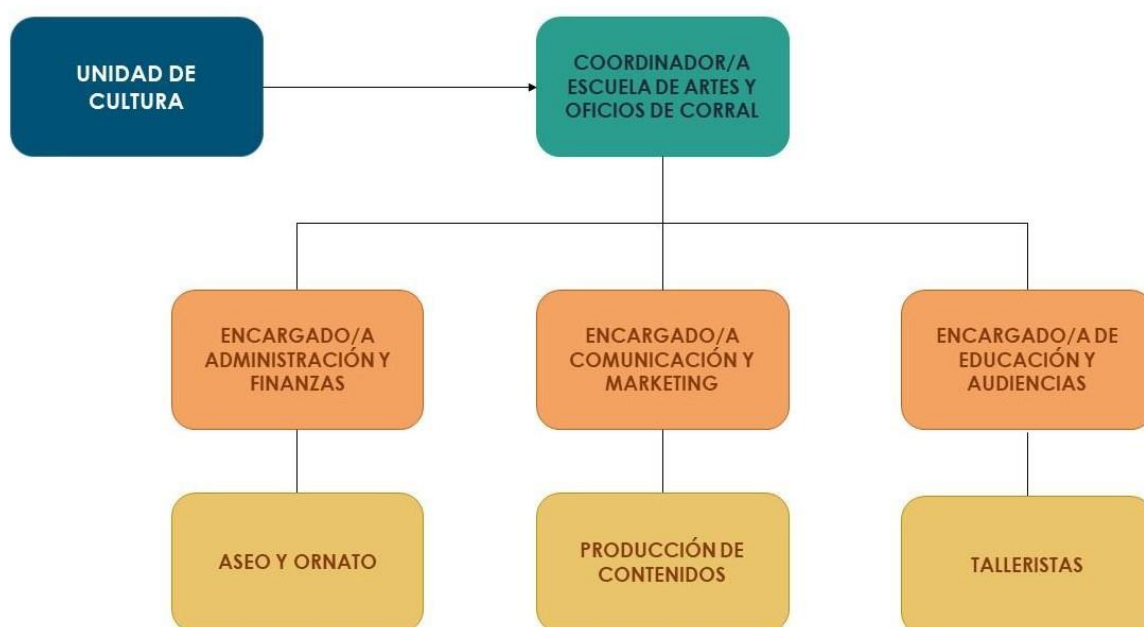 UNIDAD DE
CULTURA
COORDINADOR/A
ESCUELA DE ARTES Y
OFICIOS DE CORRAL
ENCARGADO/A
ADMINISTRACIÓN Y
FINANZAS
ENCARGADO/A
COMUNICACIÓN Y
MARKETING
ENCARGADO/A DE
EDUCACIÓN Y
AUDIENCIAS
ASEO Y ORNATO
PRODUCCIÓN DE
CONTENIDOS
TALLERISTAS